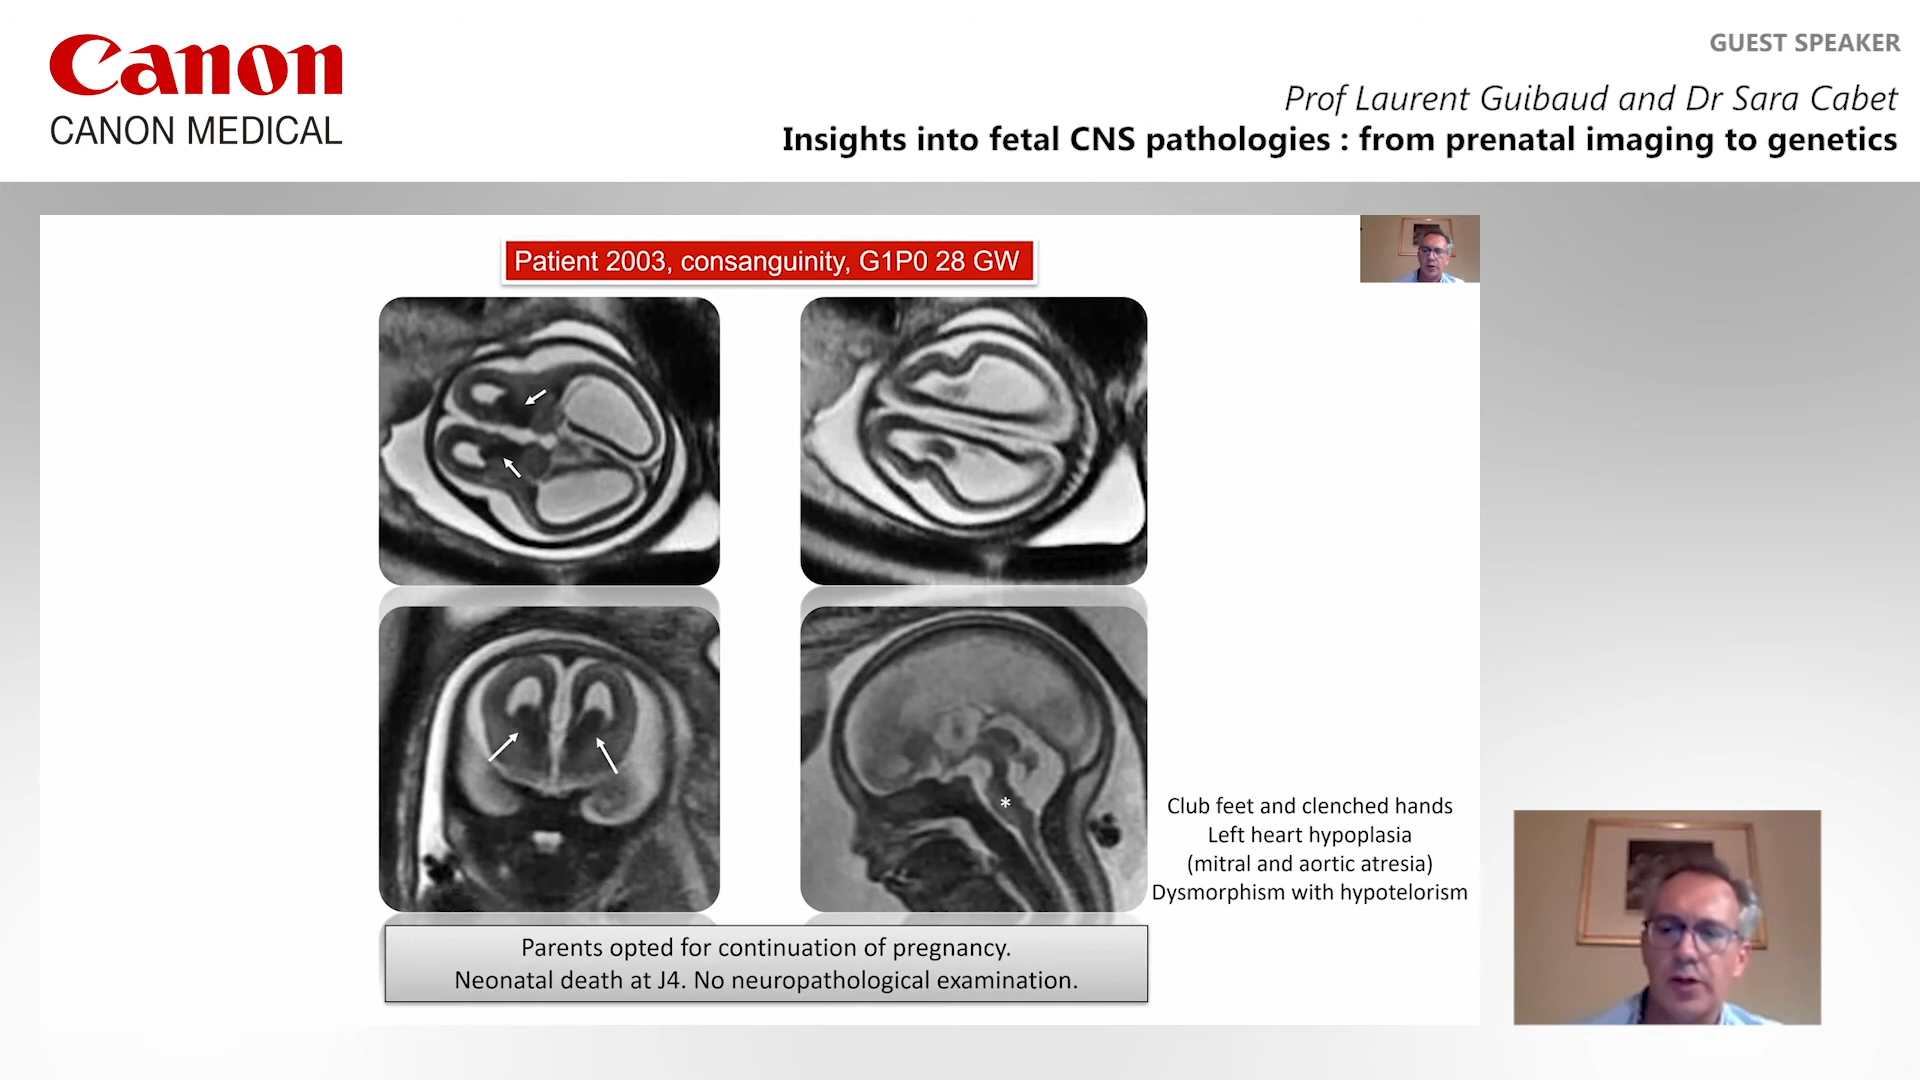 Canon
CANON MEDICAL
GUEST SPEAKER
Prof Laurent Guibaud and Dr Sara Cabet
Insights into fetal CNS pathologies : from prenatal imaging to genetics
Patient 2003, consanguinity, G1P0 28 GW
*
Club feet and clenched hands
Left heart hypoplasia
(mitral and aortic atresia)
Dysmorphism with hypotelorism
Parents opted for continuation of pregnancy.
Neonatal death at J4. No neuropathological examination.